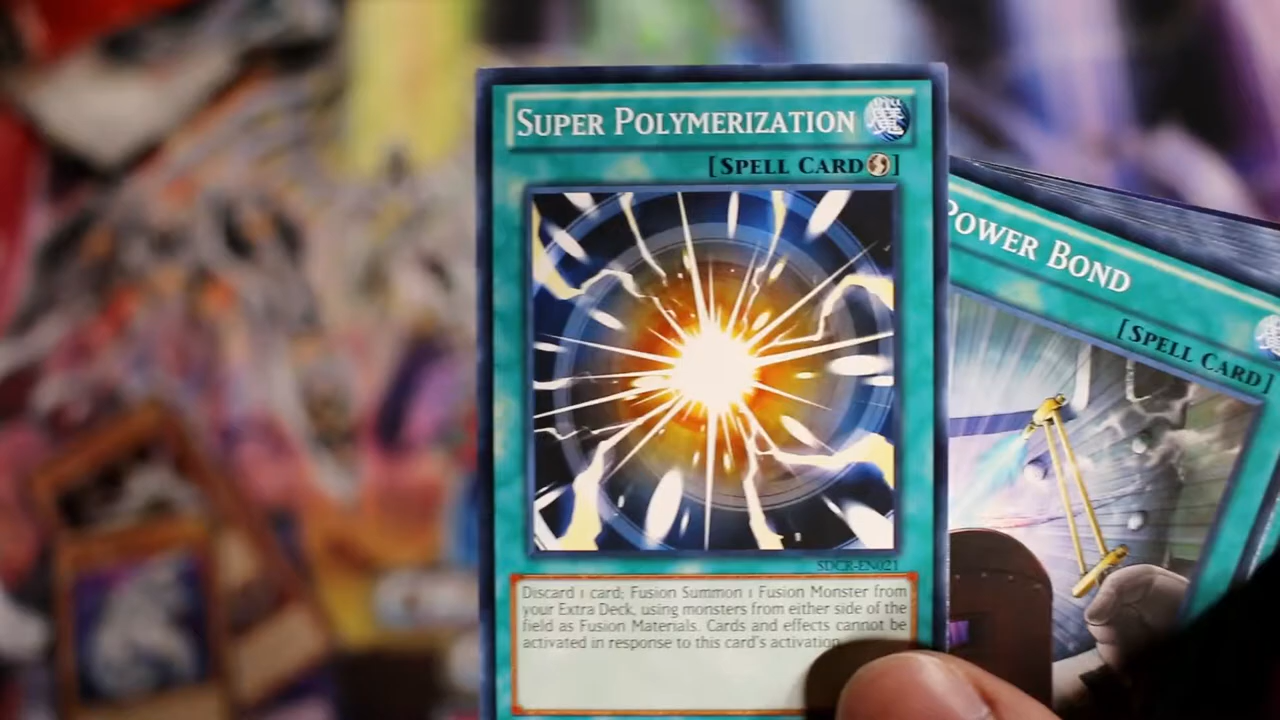 SUPER POLYMERIZATION
[SPELL CARD]
SDCR-EN021
Discard 1 card; Fusion Summon 1 Fusion Monster from
your Extra Deck, using monsters from either side of the
field as Fusion Materials. Cards and effects cannot be
activated in response to this card's activation.
POWER BOND
[SPELL CARD]